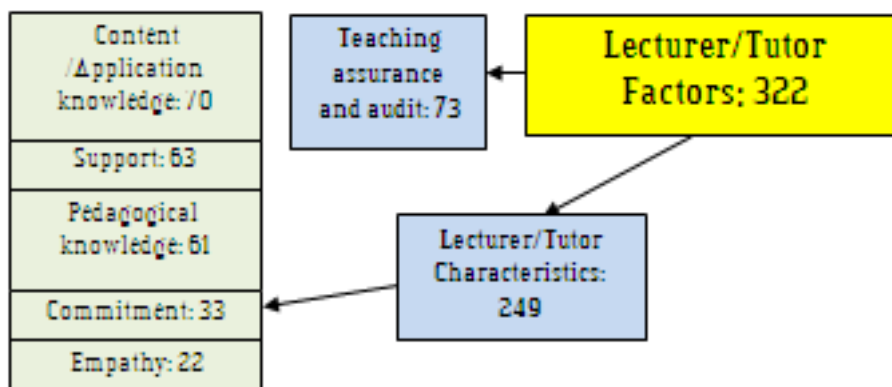 Content
/Application
knowledge: 70
Support: 63
Pedagogical
knowledge: 61
Commitment: 33
Empathy: 22
Teaching
assurance
and audit: 73
Lecturer/Tutor
Factors: 322
Lecturer/Tutor
Characteristics:
249